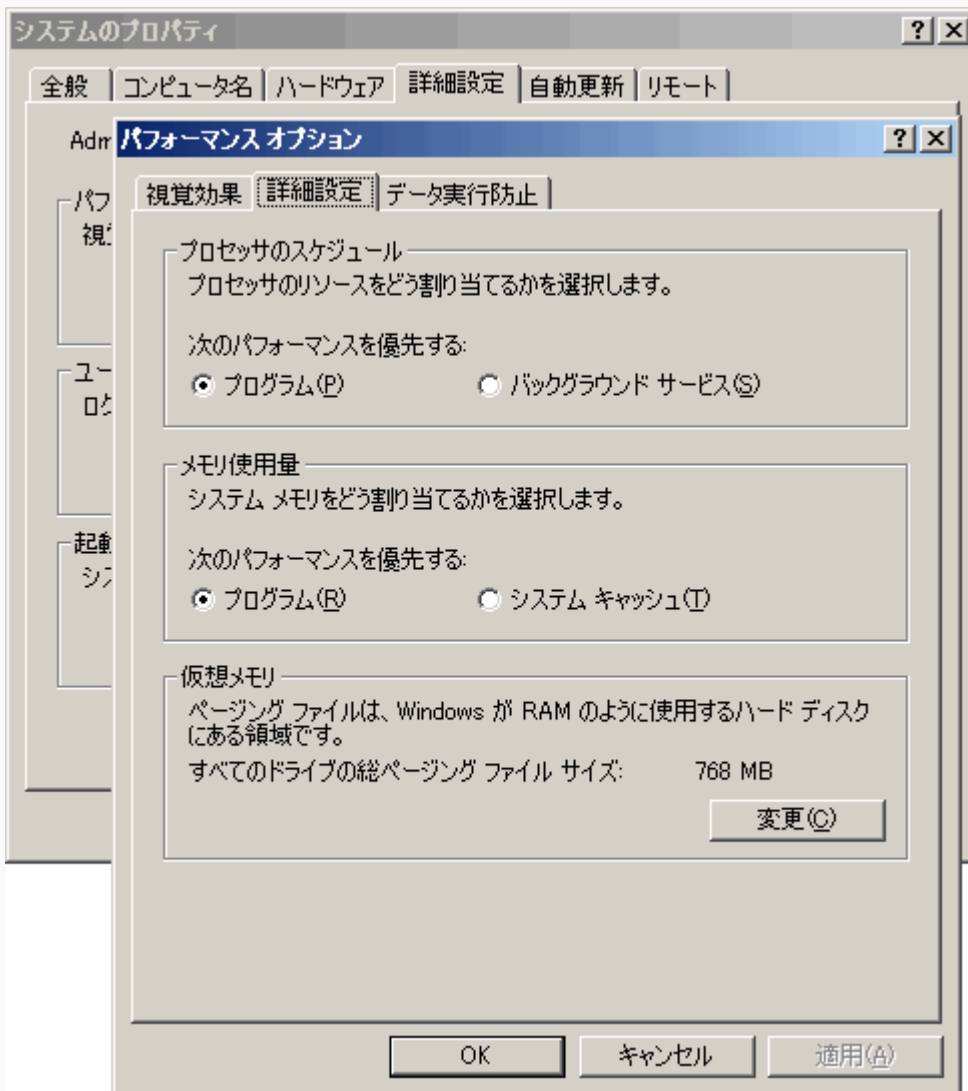 システムのプロパティ
全般 コンピュータ名 ハードウェア 詳細設定 自動更新 リモート
パフォーマンス オプション
視覚効果 詳細設定 データ実行防止
プロセッサのスケジュール
プロセッサのリソースをどう割り当てるかを選択します。
次のパフォーマンスを優先する:
プログラム(P) バックグラウンド サービス(S)
メモリ使用量
システム メモリをどう割り当てるかを選択します。
次のパフォーマンスを優先する:
プログラム(R) システム キャッシュ(T)
仮想メモリ
ページング ファイルは、Windows が RAM のように使用するハード ディスク
にある領域です。
すべてのドライブの総ページング ファイル サイズ: 768 MB
変更(C)
OK キャンセル 適用(A)